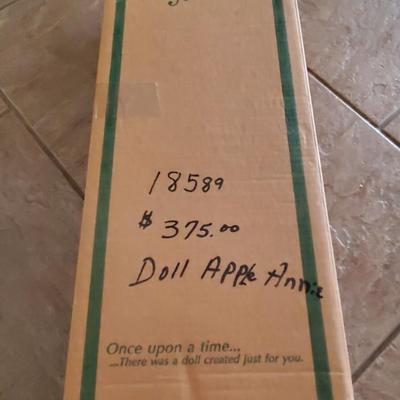 18589
$ 375.00
Doll Apple Annie
Once upon a time...
...There was a doll created just for you.